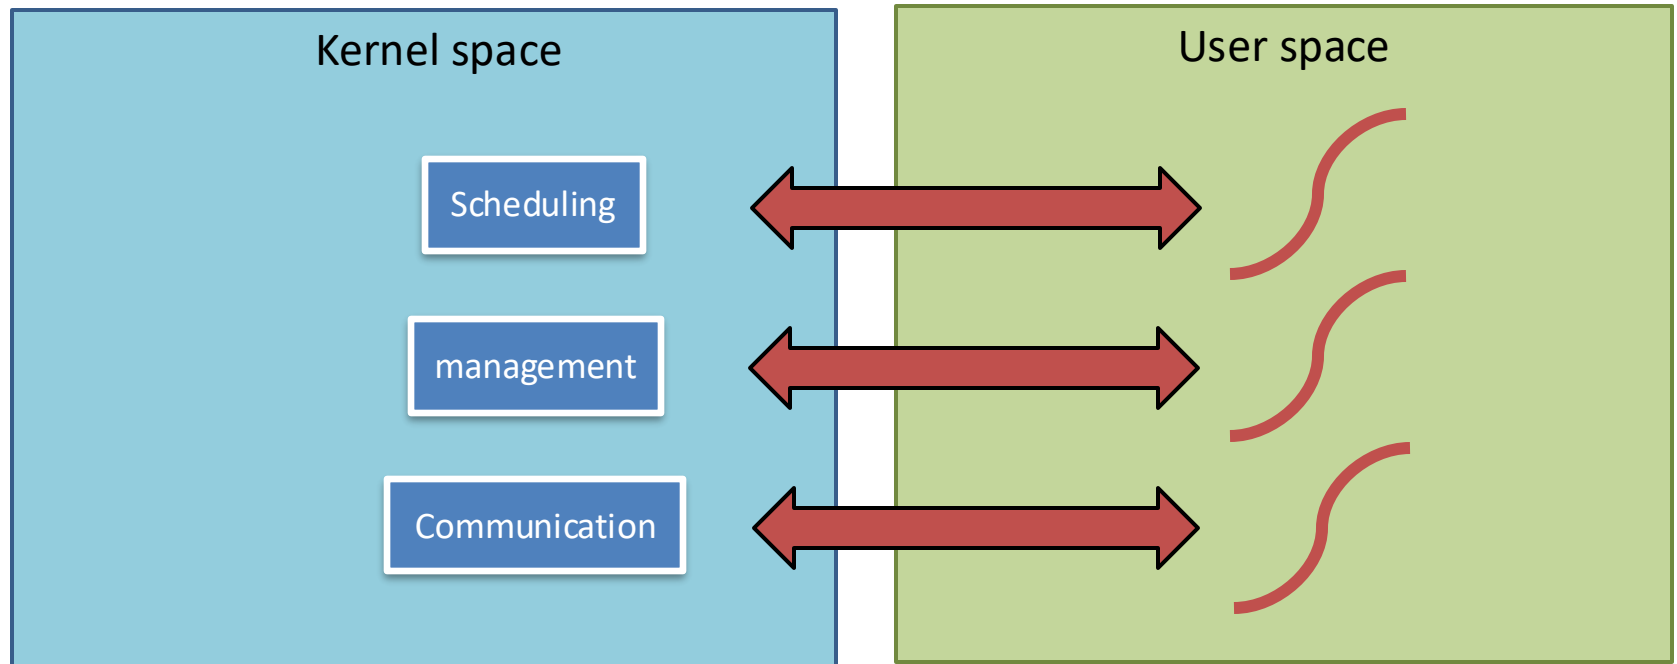 Kernel space
User space
Scheduling
management
Communication